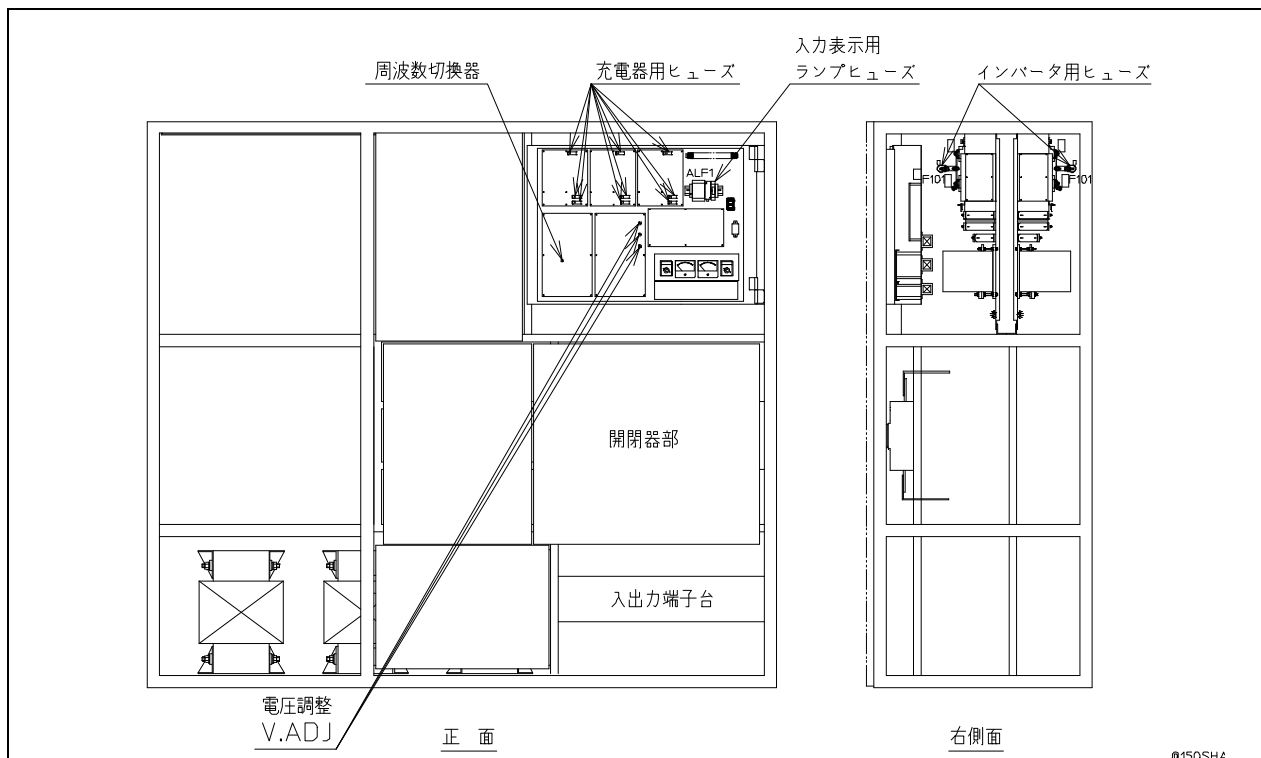 入力表示用
周波数切換器
充電器用ヒューズ
ランプヒューズ
インバータ用ヒューズ
ALF1
F101
F101
開閉器部
入出力端子台
電圧調整
V.ADJ
正 面
右側面